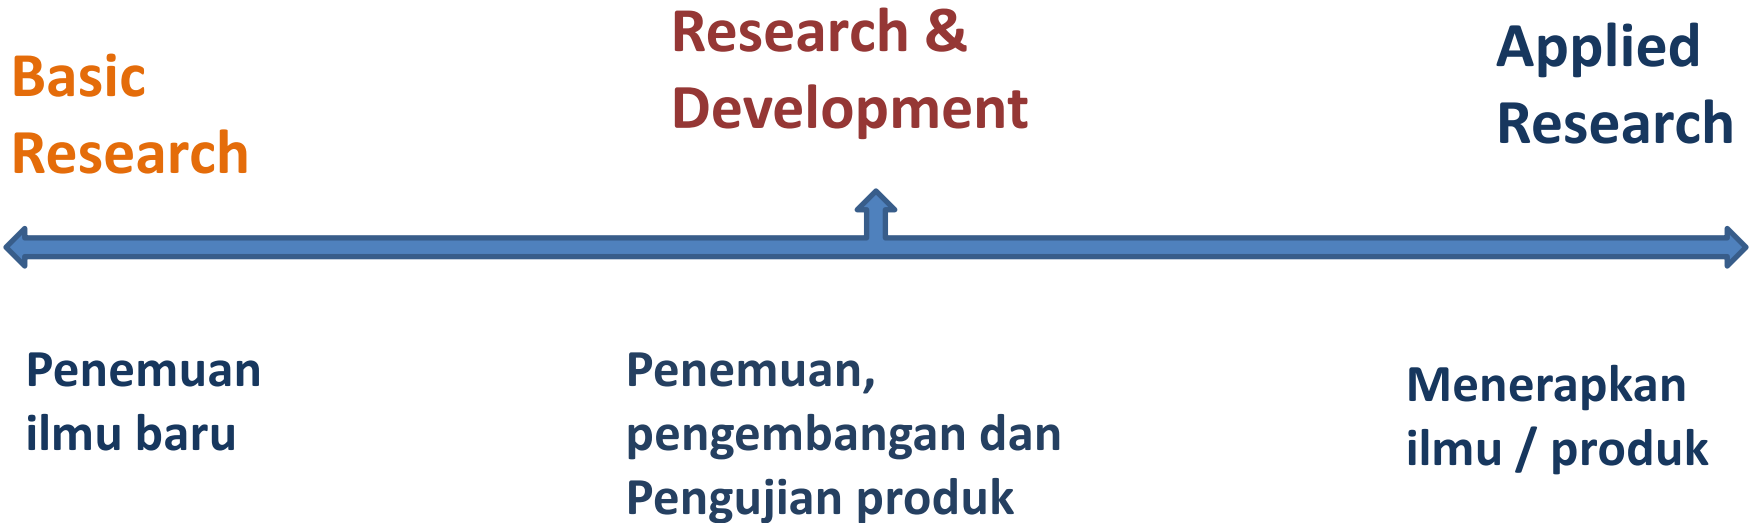 Basic
Research
Research &
Development
Applied
Research
Penemuan
ilmu baru
Penemuan,
pengembangan dan
Pengujian produk
Menerapkan
ilmu / produk